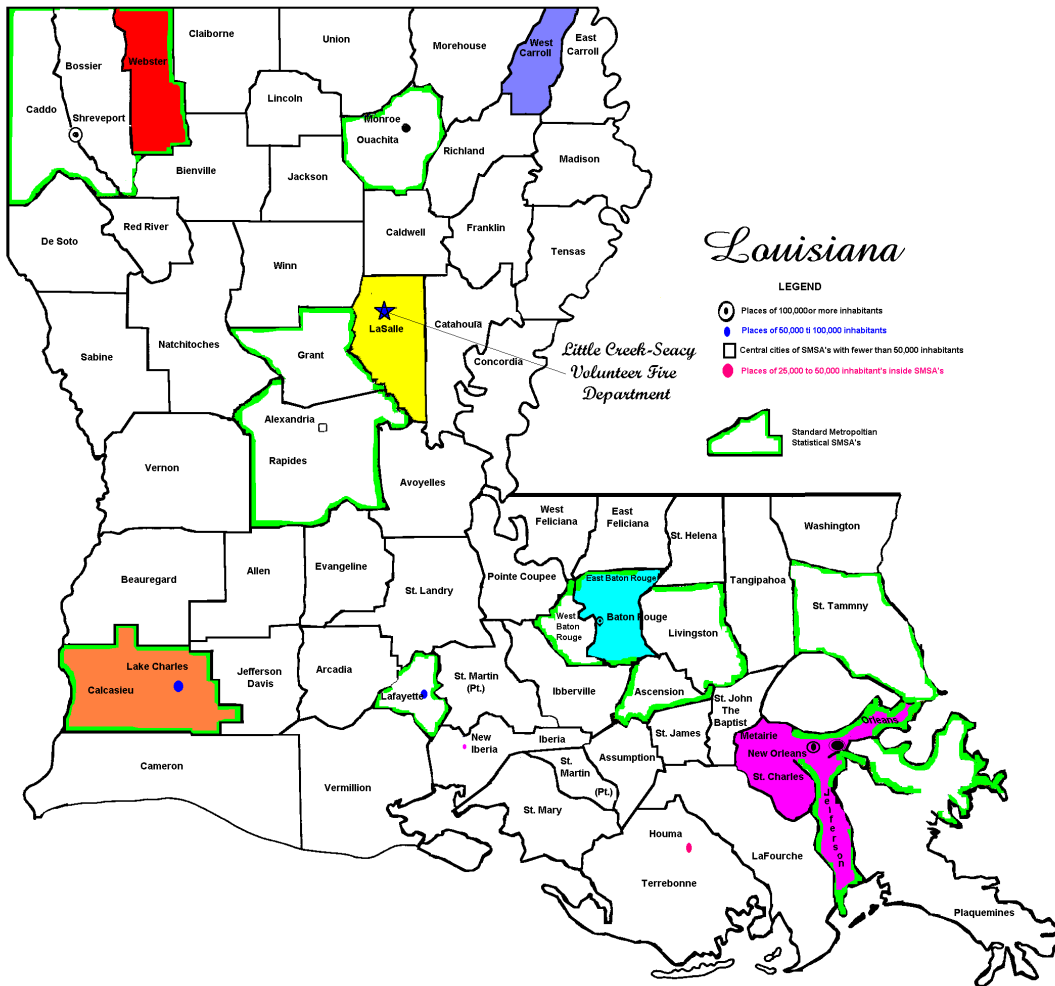 Claiborne
Union
Morehouse
West
Carroll
East
Carroll
Bossier
Webster
Caddo
Shreveport
Lincoln
Monroe
Ouachita
Richland
Madison
Bienville
Jackson
Red River
De Soto
Caldwell
Franklin
Tensas
Winn
Louisiana
LEGEND
Places of 100,000or more inhabitants
Places of 50,000 ti 100,000 inhabitants
Central cities of SMSA's with fewer than 50,000 inhabitants
Places of 25,000 to 50,000 inhabitant's inside SMSA's
Standard Metropoltian
Statistical SMSA's
LaSalle
Catahoula
Natchitoches
Sabine
Grant
Concordia
Little Creek-Seacy
Volunteer Fire
Department
Alexandria
Rapides
Vernon
Avoyelles
West
Feliciana
East
Feliciana
St. Helena
Washington
Beauregard
Allen
Evangeline
St. Landry
Pointe Coupee
East Baton Rouge
Tangipahoa
St. Tammny
West
Baton
Rouge
Baton Rouge
Livingston
Lake Charles
Calcasieu
Jefferson
Davis
Arcadia
Lafayette
St. Martin
(Pt.)
Ibberville
Ascension
St. John
The
Baptist
Orleans
Metairie
New Orleans
St. Charles
Jefferson
New
Iberia
Iberia
Assumption
St. James
Cameron
Vermillion
St.
Martin
(Pt.)
St. Mary
Houma
Terrebonne
LaFourche
Plaquemines